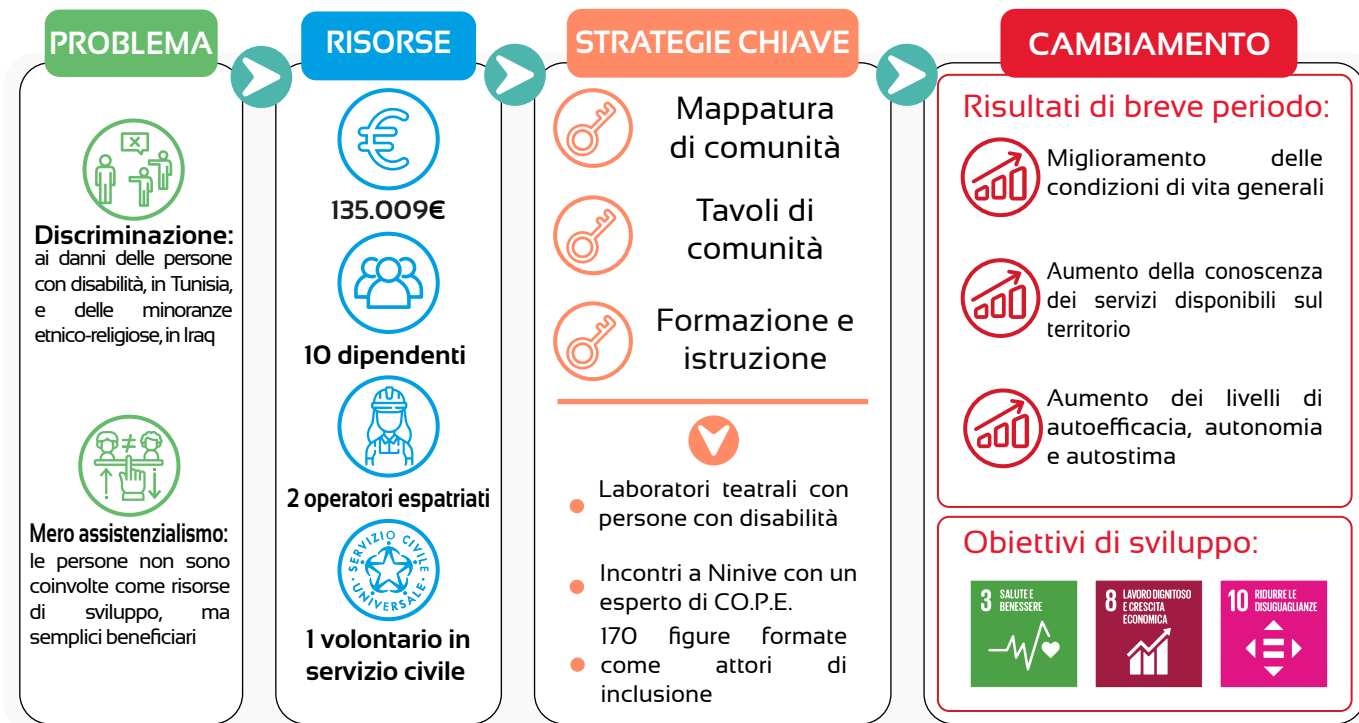 PROBLEMA
Discriminazione:
ai danni delle persone
con disabilità, in Tunisia,
e delle minoranze
etnico-religiose, in Iraq
Mero assistenzialismo:
le persone non sono
coinvolte come risorse
di sviluppo, ma
semplici beneficiari
RISORSE
135.009€
10 dipendenti
2 operatori espatriati
SERVIZIO CIVILE
UNIVERSALE
1 volontario in
servizio civile
STRATEGIE CHIAVE
Mappatura
di comunità
Tavoli di
comunità
Formazione e
istruzione
Laboratori teatrali con
persone con disabilità
Incontri a Ninive con un
esperto di CO.P.E.
170 figure formate
come attori di
inclusione
CAMBIAMENTO
Risultati di breve periodo:
Miglioramento delle
condizioni di vita generali
Aumento della conoscenza
dei servizi disponibili sul
territorio
Aumento dei livelli di
autoefficacia, autonomia
e autostima
Obiettivi di sviluppo:
3 SALUTE E
BENESSERE
8 LAVORO DIGNITOSO
E CRESCITA
ECONOMICA
10 RIDURRE LE
DISUGUAGLIANZE